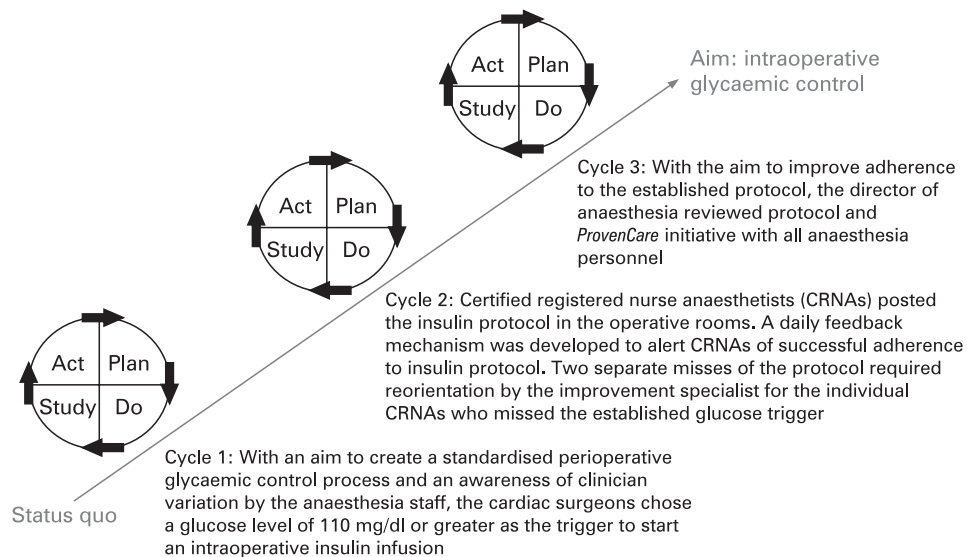 Act Plan
Study Do
Aim: intraoperative
glycaemic control
Cycle 3: With the aim to improve adherence
to the established protocol, the director of
anaesthesia reviewed protocol and
ProvenCare initiative with all anaesthesia
personnel
Act Plan
Study Do
Cycle 2: Certified registered nurse anaesthetists (CRNAs) posted
the insulin protocol in the operative rooms. A daily feedback
mechanism was developed to alert CRNAs of successful adherence
to insulin protocol. Two separate misses of the protocol required
reorientation by the improvement specialist for the individual
CRNAs who missed the established glucose trigger
Act Plan
Study Do
Cycle 1: With an aim to create a standardised perioperative
glycaemic control process and an awareness of clinician
variation by the anaesthesia staff, the cardiac surgeons chose
a glucose level of 110 mg/dl or greater as the trigger to start
an intraoperative insulin infusion
Status quo